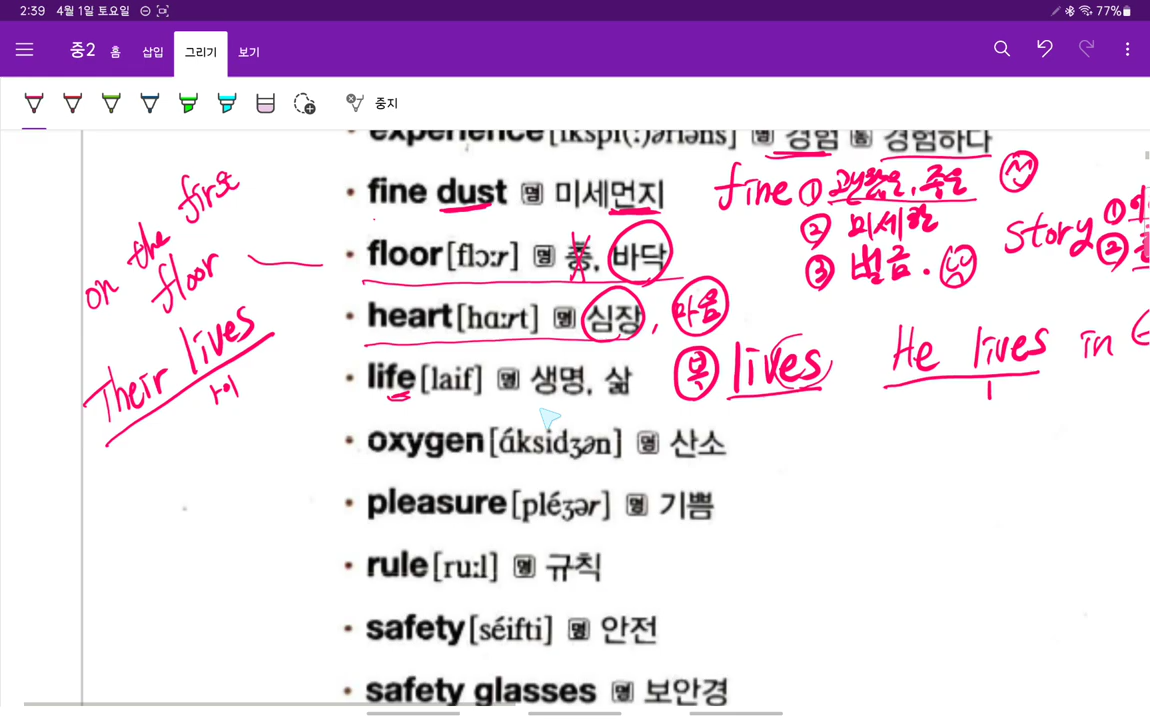 2:39 4월 1일 토요일 77%
중2 홈 삽입 그리기 보기
중지
experience[ikspí(:)əriəns] 명 경험 동 경험하다
• fine dust 명 미세먼지
• floor[flɔːr] 명 층, 바닥
• heart[hɑːrt] 명 심장, 마음
• life[laif] 명 생명, 삶
• oxygen[áksidʒən] 명 산소
• pleasure[pléʒər] 명 기쁨
• rule[ruːl] 명 규칙
• safety[séifti] 명 안전
• safety glasses 명 보안경
on the first
floor
Their lives
fine ① 괜찮은, 좋은
② 미세한
③ 벌금.
story ①
②
복 lives
He lives in